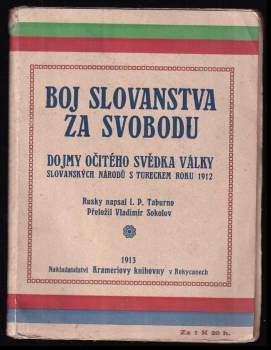 BOJ SLOVANSTVA
ZA SVOBODU
DOJMY OČITÉHO SVĚDKA VÁLKY
SLOVANSKÝCH NÁRODŮ S TURECKEM ROKU 1912
Rusky napsal I. P. Taburno
Přeložil Vladimír Sokolov
1913
Nakladatelství Krameriovy knihovny v Rokycanech
Za 1 K 20 h.